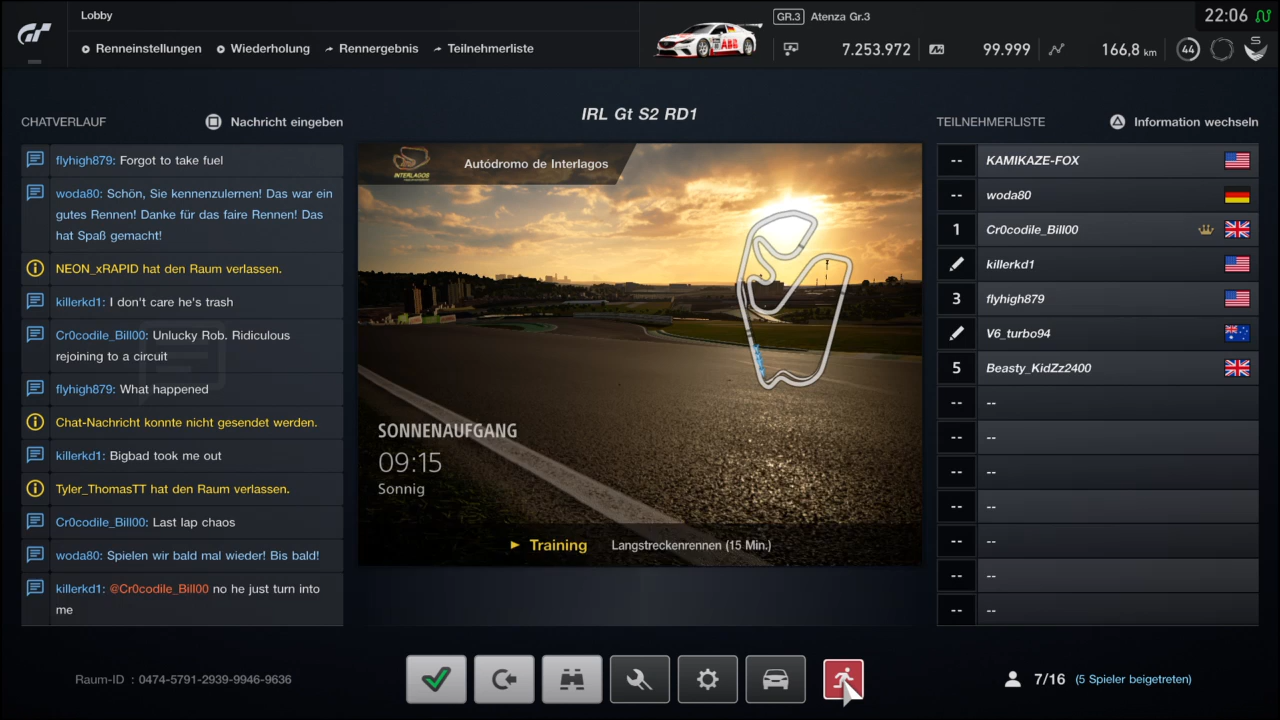 Lobby
Renneinstellungen
Wiederholung
Rennergebnis
Teilnehmerliste
GR.3 Atenza Gr.3
7.253.972
99.999
166,8 km
44
S
22:06
CHATVERLAUF
Nachricht eingeben
flyhigh879: Forgot to take fuel
woda80: Schön, Sie kennenzulernen! Das war ein
gutes Rennen! Danke für das faire Rennen! Das
hat Spaß gemacht!
NEON_xRAPID hat den Raum verlassen.
killerkd1: I don't care he's trash
Cr0codile_Bill00: Unlucky Rob. Ridiculous
rejoining to a circuit
flyhigh879: What happened
Chat-Nachricht konnte nicht gesendet werden.
killerkd1: Bigbad took me out
Tyler_ThomasTT hat den Raum verlassen.
Cr0codile_Bill00: Last lap chaos
woda80: Spielen wir bald mal wieder! Bis bald!
killerkd1: @Cr0codile_Bill00 no he just turn into
me
IRL Gt S2 RD1
INTERLAGOS
Autódromo de Interlagos
SONNENAUFGANG
09:15
Sonnig
Training Langstreckenrennen (15 Min.)
TEILNEHMERLISTE
Information wechseln
-- KAMIKAZE-FOX
-- woda80
1 Cr0codile_Bill00
killerkd1
3 flyhigh879
V6_turbo94
5 Beasty_KidZz2400
-- --
-- --
-- --
-- --
-- --
-- --
-- --
Raum-ID : 0474-5791-2939-9946-9636
7/16 (5 Spieler beigetreten)
ABB